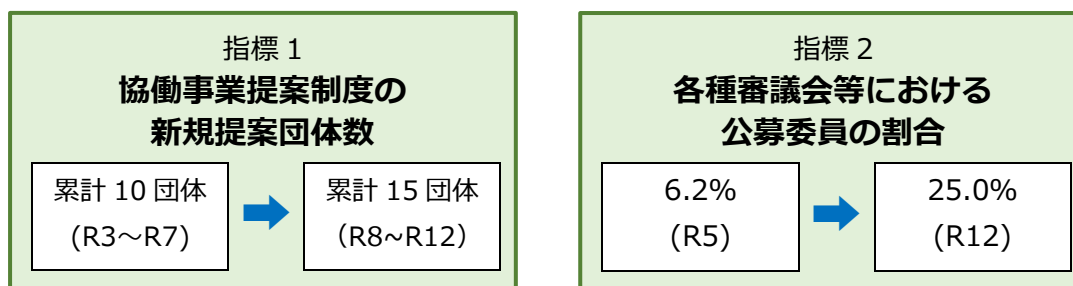 指標 1
協働事業提案制度の
新規提案団体数
累計 10 団体
(R3～R7)
累計 15 団体
（R8~R12）
指標 2
各種審議会等における
公募委員の割合
6.2%
(R5)
25.0%
(R12)